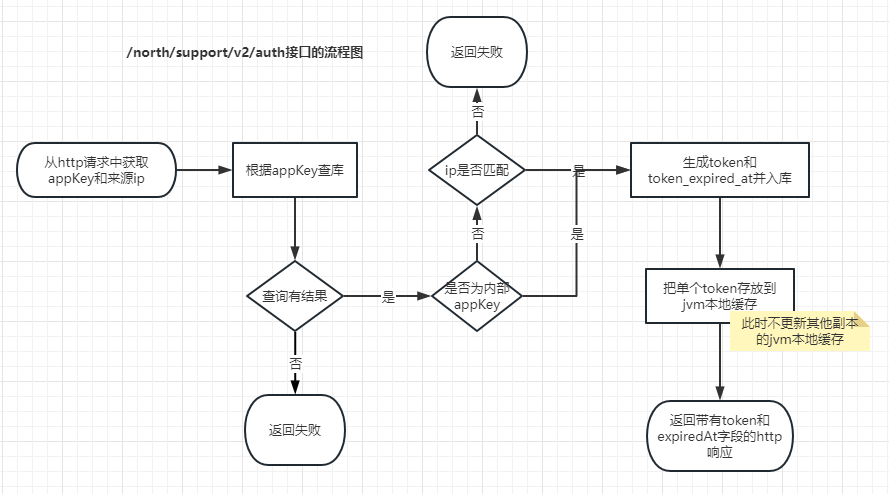 /north/support/v2/auth接口的流程图
返回失败
否
从http请求中获取
appKey和来源ip
根据appKey查库
ip是否匹配
是
生成token和
token_expired_at并入库
否
是
查询有结果
是
是否为内部
appKey
把单个token存放到
jvm本地缓存
此时不更新其他副本
的jvm本地缓存
否
返回失败
返回带有token和
expiredAt字段的http
响应